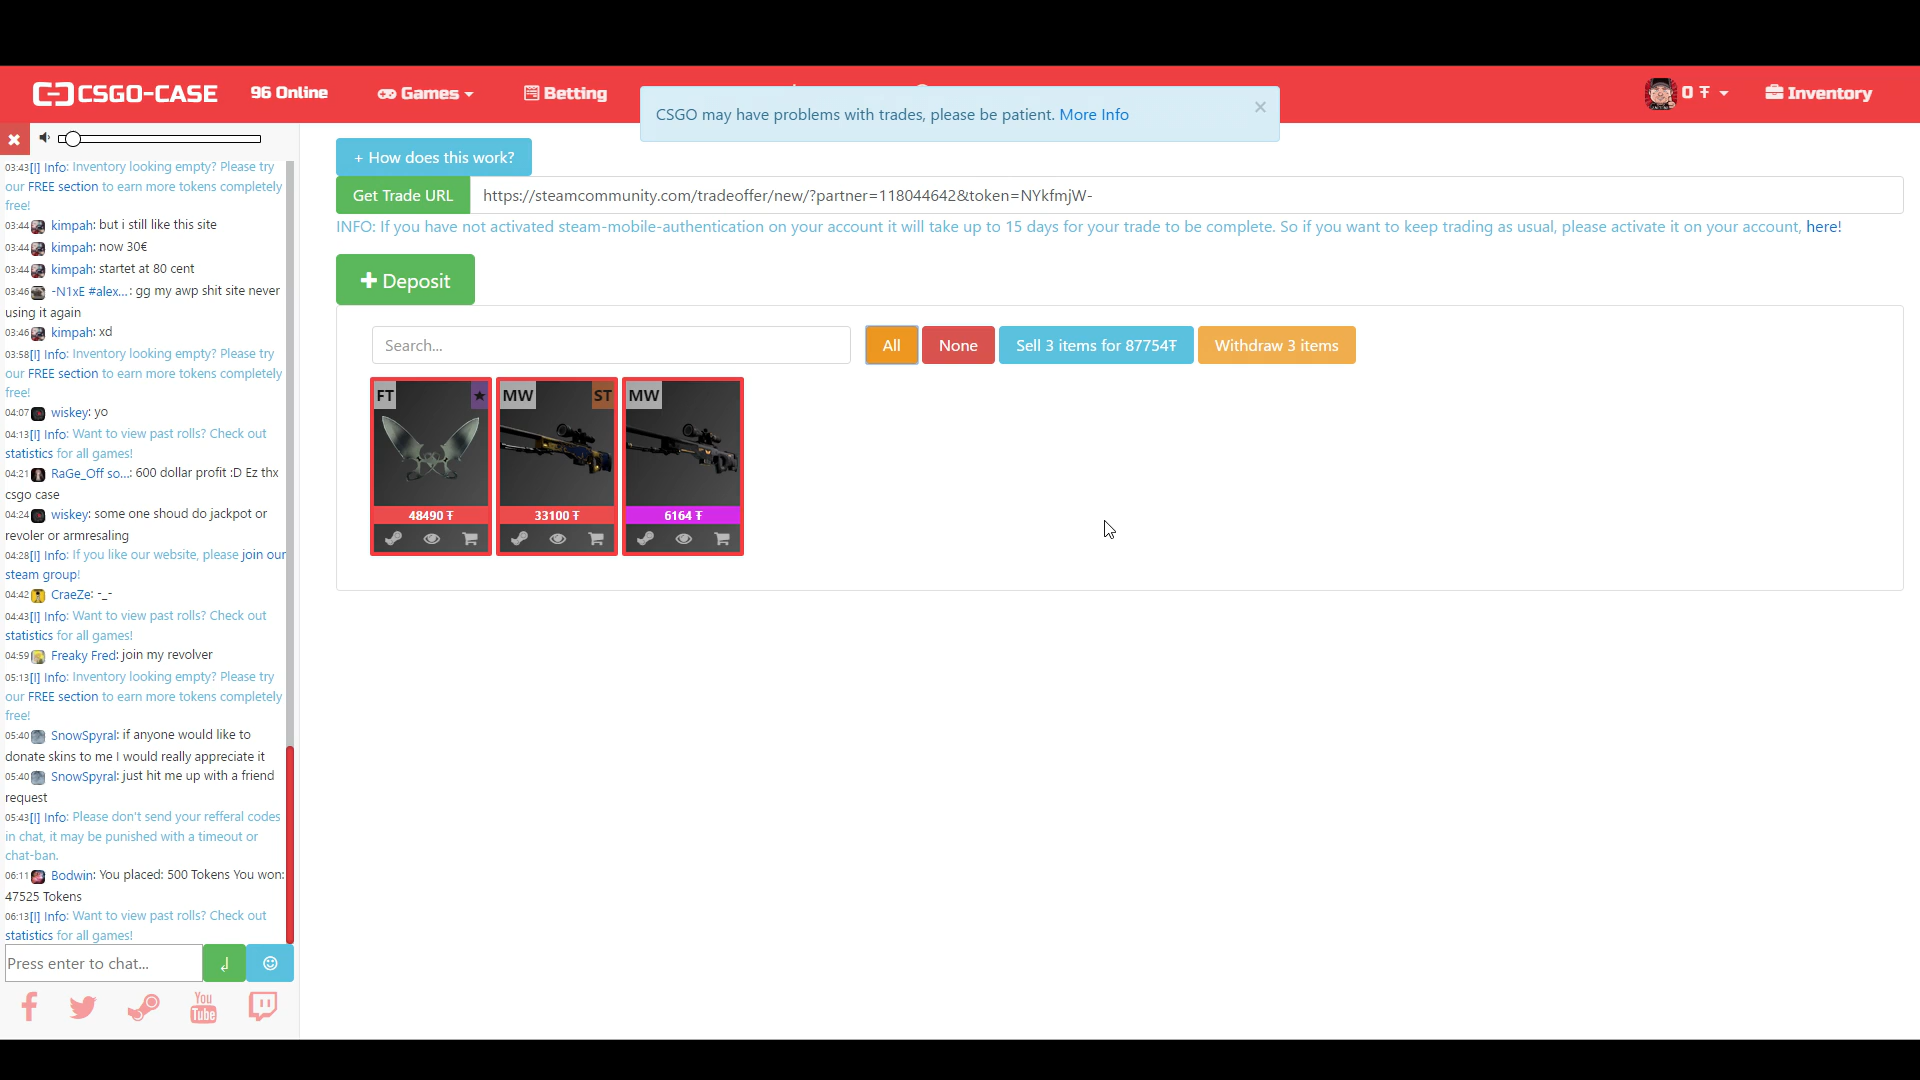 CSGO-CASE
96 Online
Games
Betting
0 Ŧ
Inventory
CSGO may have problems with trades, please be patient. More Info
×
+ How does this work?
Get Trade URL
https://steamcommunity.com/tradeoffer/new/?partner=118044642&token=NYkfmjW-
INFO: If you have not activated steam-mobile-authentication on your account it will take up to 15 days for your trade to be complete. So if you want to keep trading as usual, please activate it on your account, here!
+ Deposit
Search...
All
None
Sell 3 items for 87754Ŧ
Withdraw 3 items
FT ★
48490 Ŧ
MW ST
33100 Ŧ
MW
6164 Ŧ
03:43[I] Info: Inventory looking empty? Please try
our FREE section to earn more tokens completely
free!
03:44 kimpah: but i still like this site
03:44 kimpah: now 30€
03:44 kimpah: startet at 80 cent
03:46 -N1xE #alex...: gg my awp shit site never
using it again
03:46 kimpah: xd
03:58[I] Info: Inventory looking empty? Please try
our FREE section to earn more tokens completely
free!
04:07 wiskey: yo
04:13[I] Info: Want to view past rolls? Check out
statistics for all games!
04:21 RaGe_Off so...: 600 dollar profit :D Ez thx
csgo case
04:24 wiskey: some one shoud do jackpot or
revoler or armresaling
04:28[I] Info: If you like our website, please join our
steam group!
04:42 CraeZe: -_-
04:43[I] Info: Want to view past rolls? Check out
statistics for all games!
04:59 Freaky Fred: join my revolver
05:13[I] Info: Inventory looking empty? Please try
our FREE section to earn more tokens completely
free!
05:40 SnowSpyral: if anyone would like to
donate skins to me I would really appreciate it
05:40 SnowSpyral: just hit me up with a friend
request
05:43[I] Info: Please don't send your refferal codes
in chat, it may be punished with a timeout or
chat-ban.
06:11 Bodwin: You placed: 500 Tokens You won:
47525 Tokens
06:13[I] Info: Want to view past rolls? Check out
statistics for all games!
Press enter to chat...
You
Tube